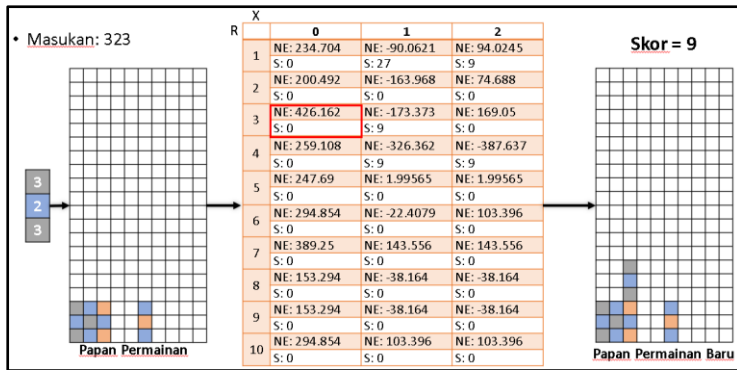 X
• Masukan: 323
R 0 1 2
Skor = 9
1 NE: 234.704 NE: -90.0621 NE: 94.0245
S: 0 S: 27 S: 9
2 NE: 200.492 NE: -163.968 NE: 74.688
S: 0 S: 0 S: 0
3 NE: 426.162 NE: -173.373 NE: 169.05
S: 0 S: 9 S: 0
4 NE: 259.108 NE: -326.362 NE: -387.637
S: 0 S: 9 S: 9
5 NE: 247.69 NE: 1.99565 NE: 1.99565
S: 0 S: 0 S: 0
6 NE: 294.854 NE: -22.4079 NE: 103.396
S: 0 S: 0 S: 0
7 NE: 389.25 NE: 143.556 NE: 143.556
S: 0 S: 0 S: 0
8 NE: 153.294 NE: -38.164 NE: -38.164
S: 0 S: 0 S: 0
9 NE: 153.294 NE: -38.164 NE: -38.164
S: 0 S: 0 S: 0
10 NE: 294.854 NE: 103.396 NE: 103.396
S: 0 S: 0 S: 0
3
2
3
Papan Permainan
Papan Permainan Baru